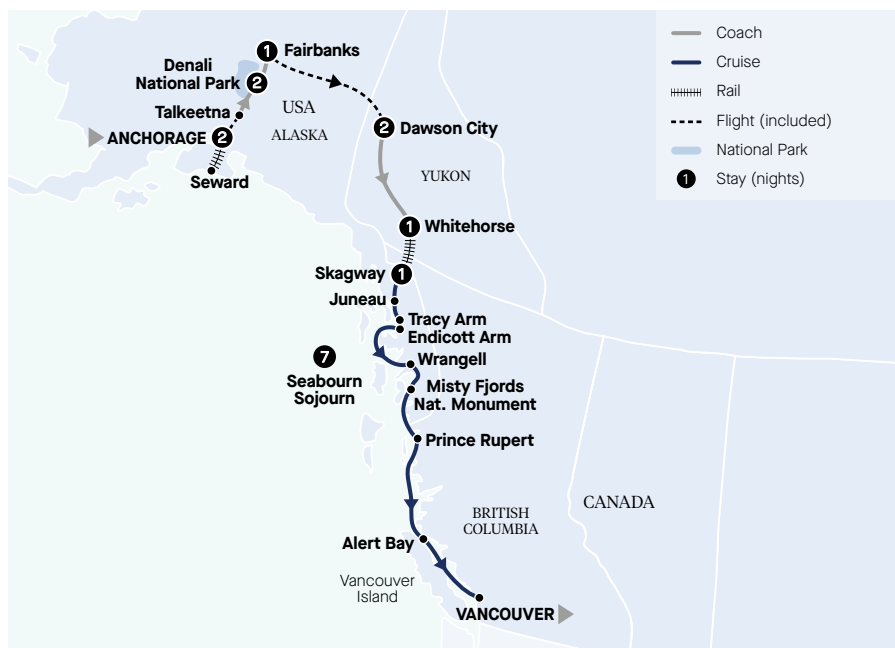 1
Fairbanks
Denali
National Park
2
Talkeetna
USA
ALASKA
ANCHORAGE
2
Seward
2
Dawson City
YUKON
1
Whitehorse
Skagway
1
Juneau
Tracy Arm
Endicott Arm
7
Seabourn
Sojourn
Wrangell
Misty Fjords
Nat. Monument
Prince Rupert
BRITISH
COLUMBIA
CANADA
Alert Bay
Vancouver
Island
VANCOUVER
Coach
Cruise
Rail
Flight (included)
National Park
1
Stay (nights)